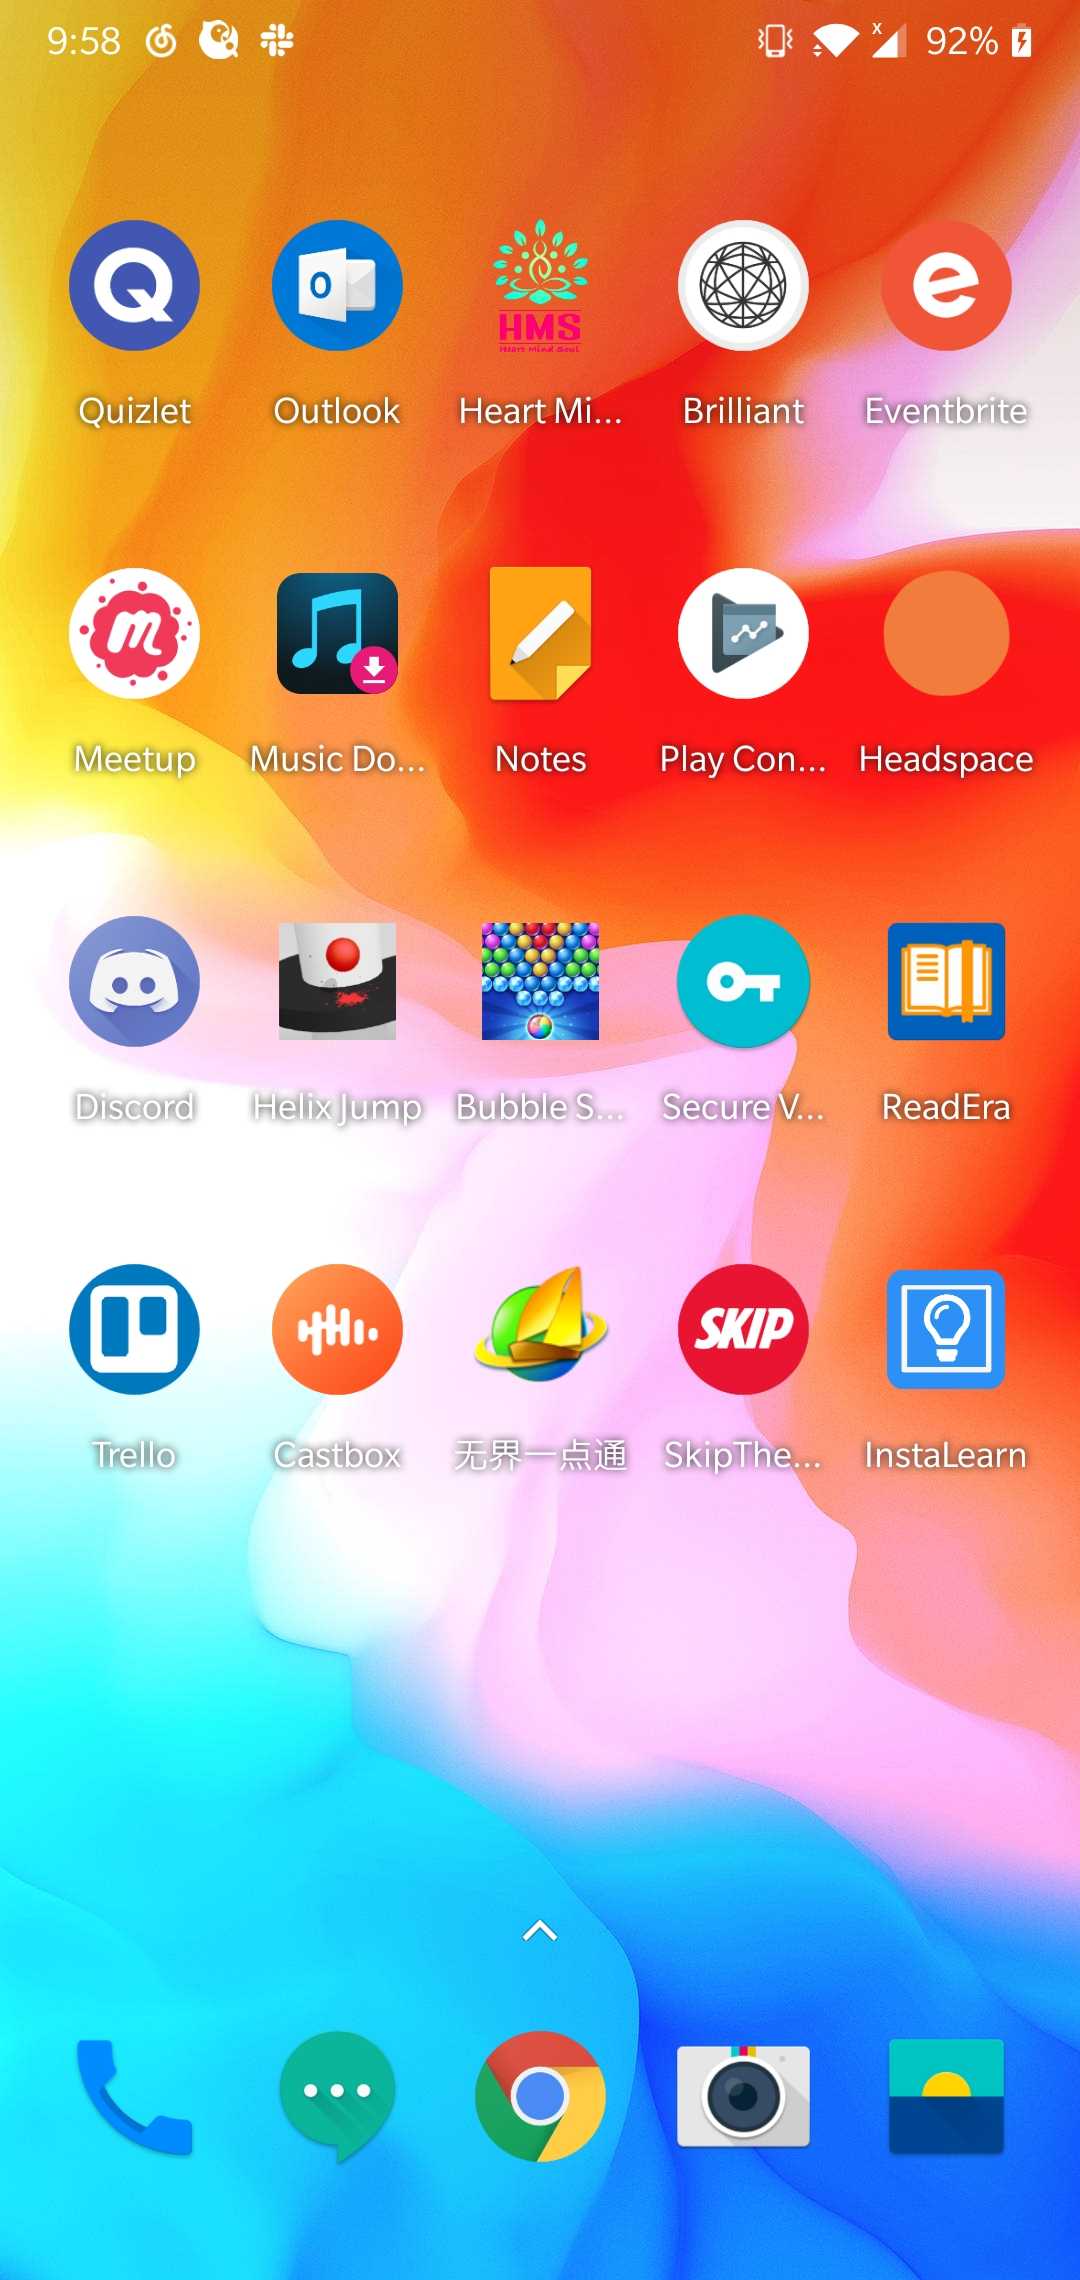 9:58 92%
HMS
Heart Mind Soul
Quizlet Outlook Heart Mi... Brilliant Eventbrite
Meetup Music Do... Notes Play Con... Headspace
Discord Helix Jump Bubble S... Secure V... ReadEra
SKIP
Trello Castbox 无界一点通 SkipThe... InstaLearn